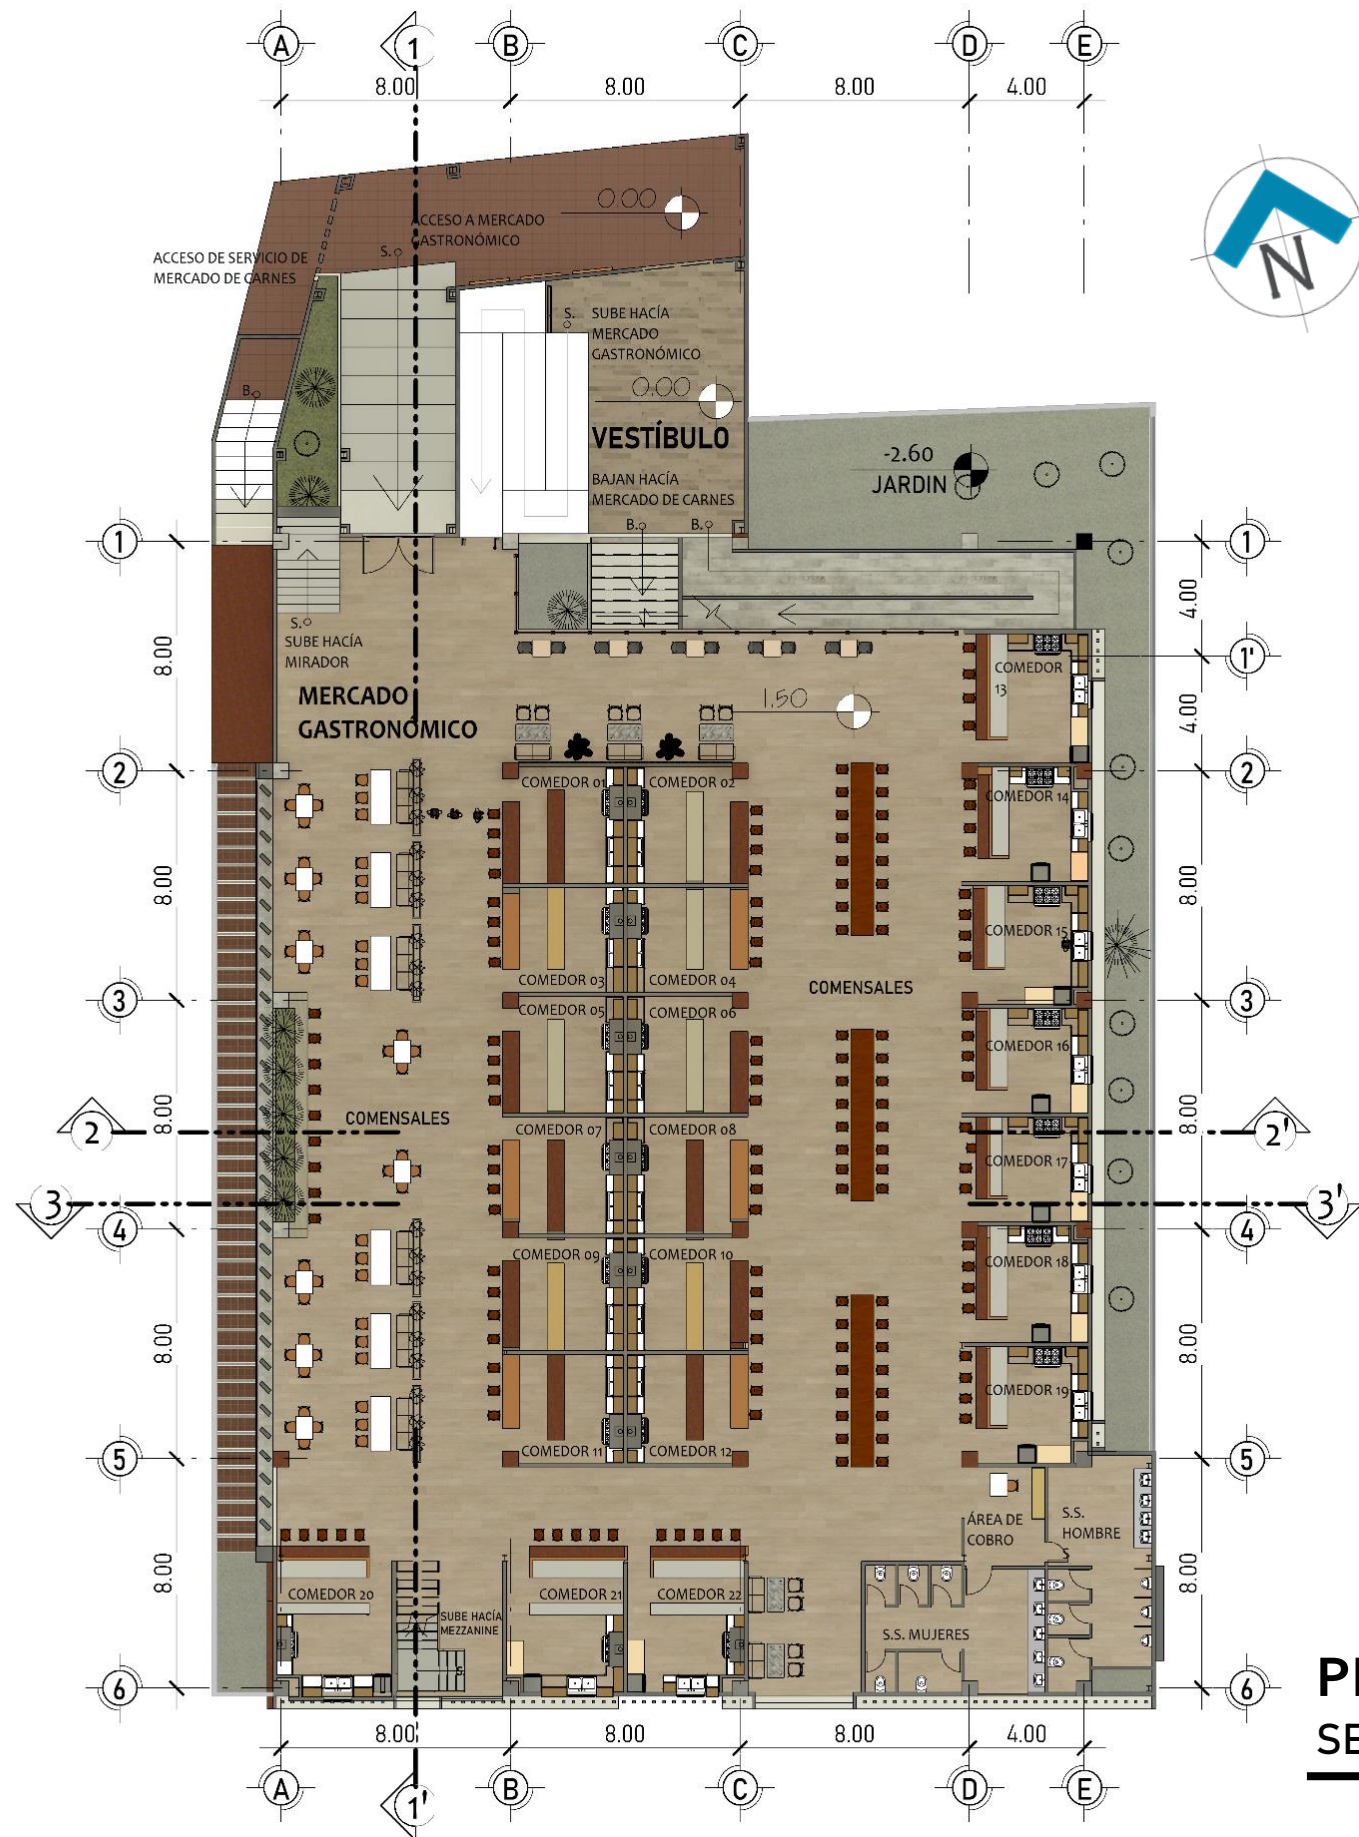 A 1 B C D E
8.00 8.00 8.00 4.00
0.00
ACCESO A MERCADO
GASTRONÓMICO
S.
ACCESO DE SERVICIO DE
MERCADO DE CARNES
N
S. SUBE HACÍA
MERCADO
GASTRONÓMICO
0.00
B.
VESTÍBULO
-2.60
JARDIN
BAJAN HACÍA
MERCADO DE CARNES
B. B.
1 1
4.00
S.
SUBE HACÍA
MIRADOR
8.00
1'
COMEDOR
13
MERCADO
GASTRONÓMICO
1.50
4.00
2 2
COMEDOR 01 COMEDOR 02
COMEDOR 14
8.00 8.00
COMEDOR 15
COMEDOR 03 COMEDOR 04
COMENSALES
3 3
COMEDOR 05 COMEDOR 06
COMEDOR 16
8.00 8.00
COMENSALES
COMEDOR 07 COMEDOR 08
2 2'
COMEDOR 17
3 3'
4 4
COMEDOR 09 COMEDOR 10
COMEDOR 18
8.00 8.00
COMEDOR 19
COMEDOR 11 COMEDOR 12
5 5
ÁREA DE
COBRO
S.S.
HOMBRE
S
8.00 8.00
COMEDOR 20 COMEDOR 21 COMEDOR 22
SUBE HACÍA
MEZZANINE
S.S. MUJERES
S.
6 6
PL
SE
8.00 8.00 8.00 4.00
A 1' B C D E